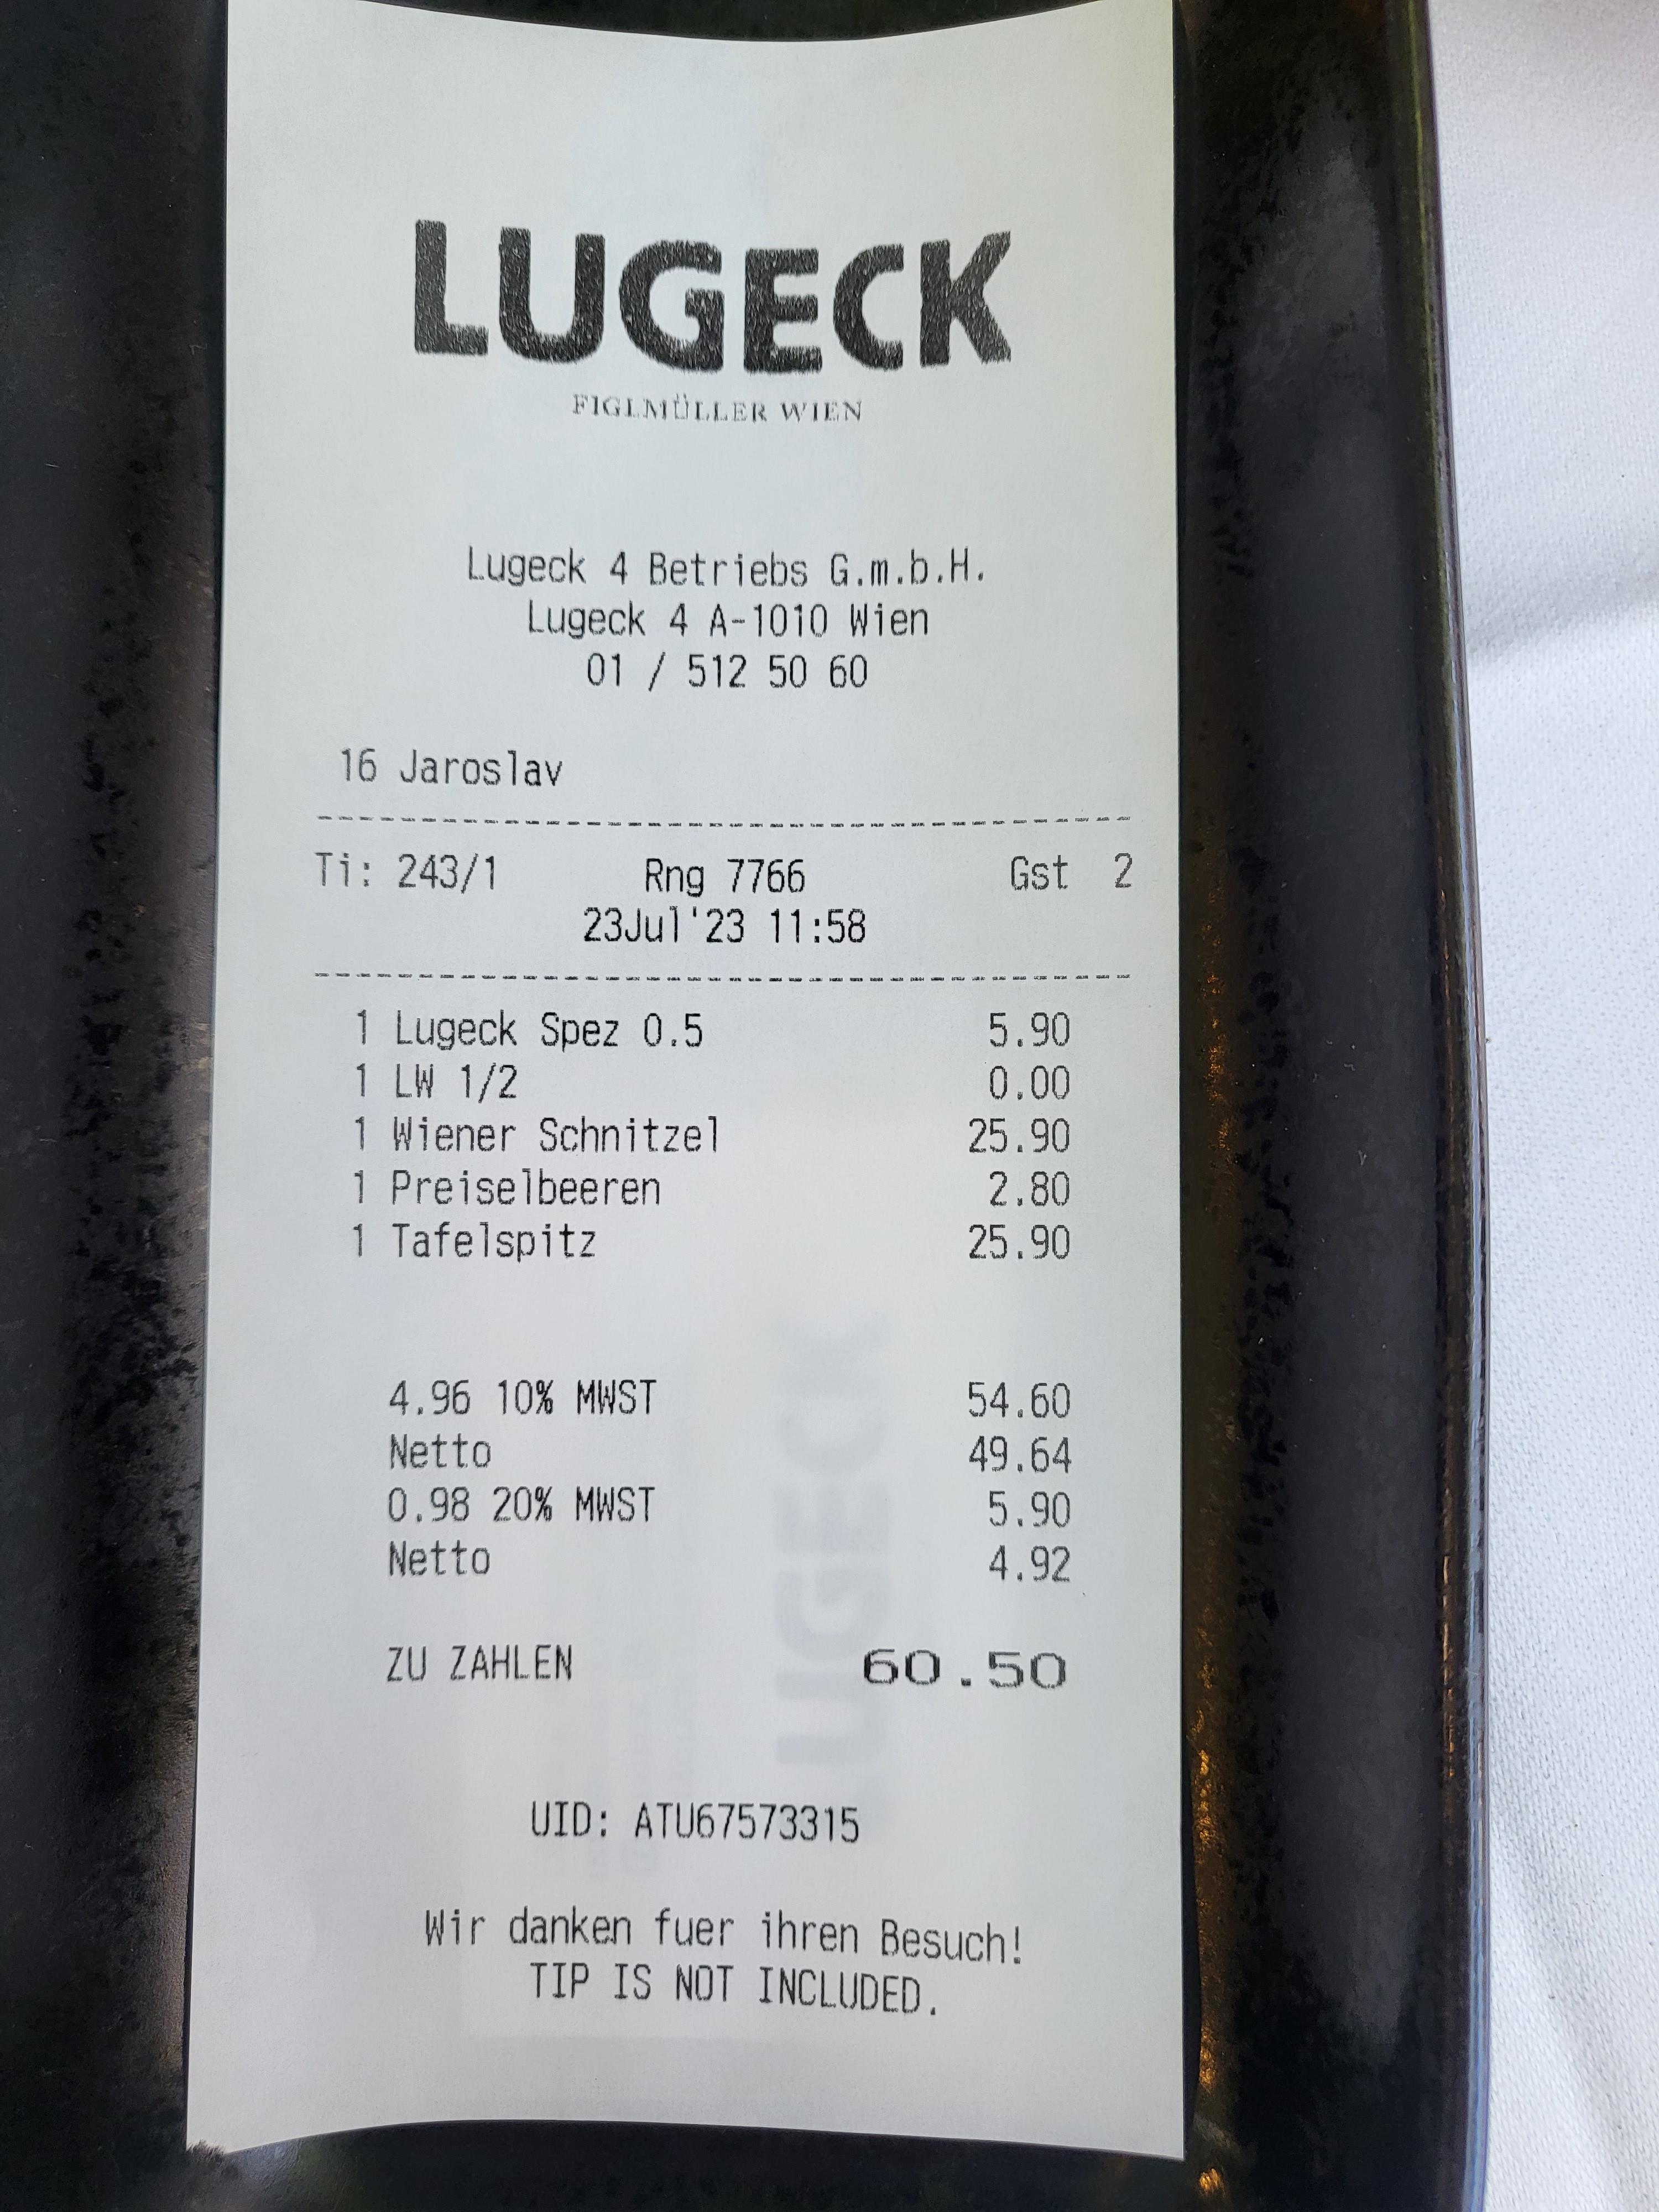 LUGECK
FIGLMÜLLER WIEN
Lugeck 4 Betriebs G.m.b.H.
Lugeck 4 A-1010 Wien
01 / 512 50 60
16 Jaroslav
Ti: 243/1 Rng 7766 Gst 2
23Jul'23 11:58
1 Lugeck Spez 0.5 5.90
1 LW 1/2 0.00
1 Wiener Schnitzel 25.90
1 Preiselbeeren 2.80
1 Tafelspitz 25.90
4.96 10% MWST 54.60
Netto 49.64
0.98 20% MWST 5.90
Netto 4.92
ZU ZAHLEN 60.50
UID: ATU67573315
Wir danken fuer ihren Besuch!
TIP IS NOT INCLUDED.
LUGECK